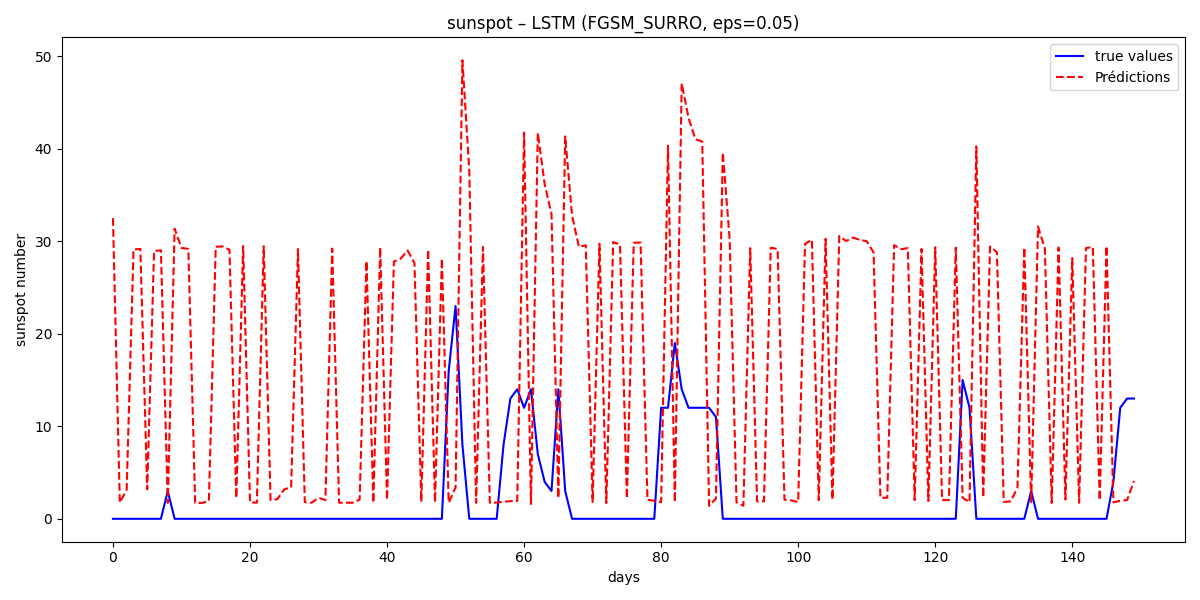 sunspot – LSTM (FGSM_SURRO, eps=0.05)
true values
Prédictions
sunspot number
50
40
30
20
10
0
0 20 40 60 80 100 120 140
days